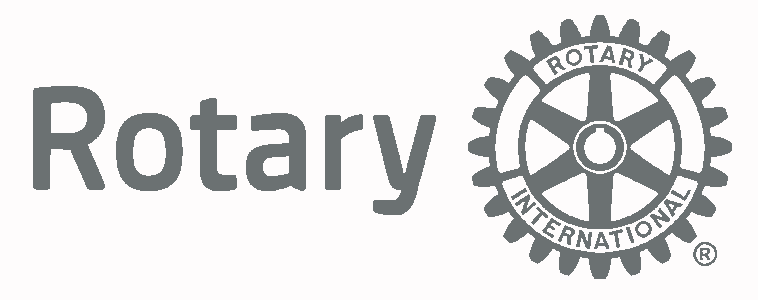 Rotary
ROTARY
INTERNATIONAL
®